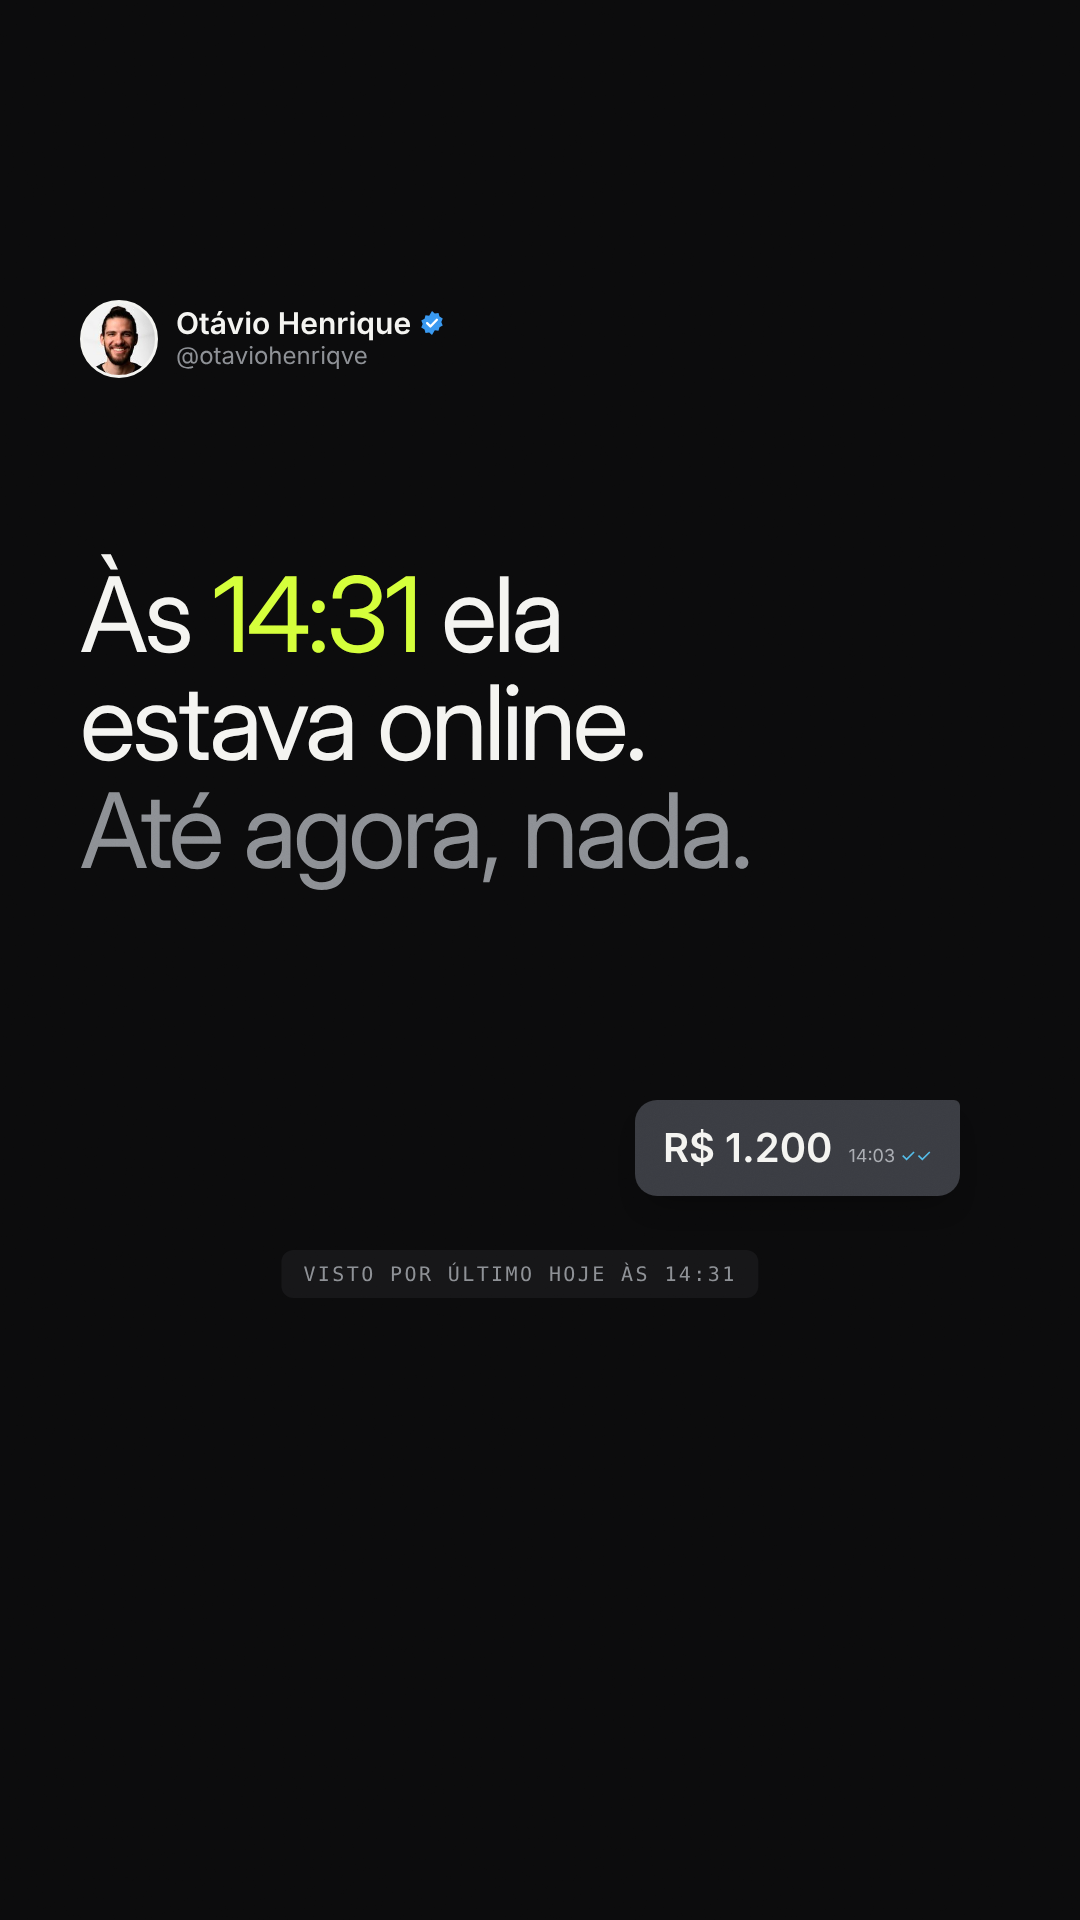 Otávio Henrique
@otaviohenriqve
Às 14:31 ela
estava online.
Até agora, nada.
R$ 1.200 14:03
VISTO POR ÚLTIMO HOJE ÀS 14:31